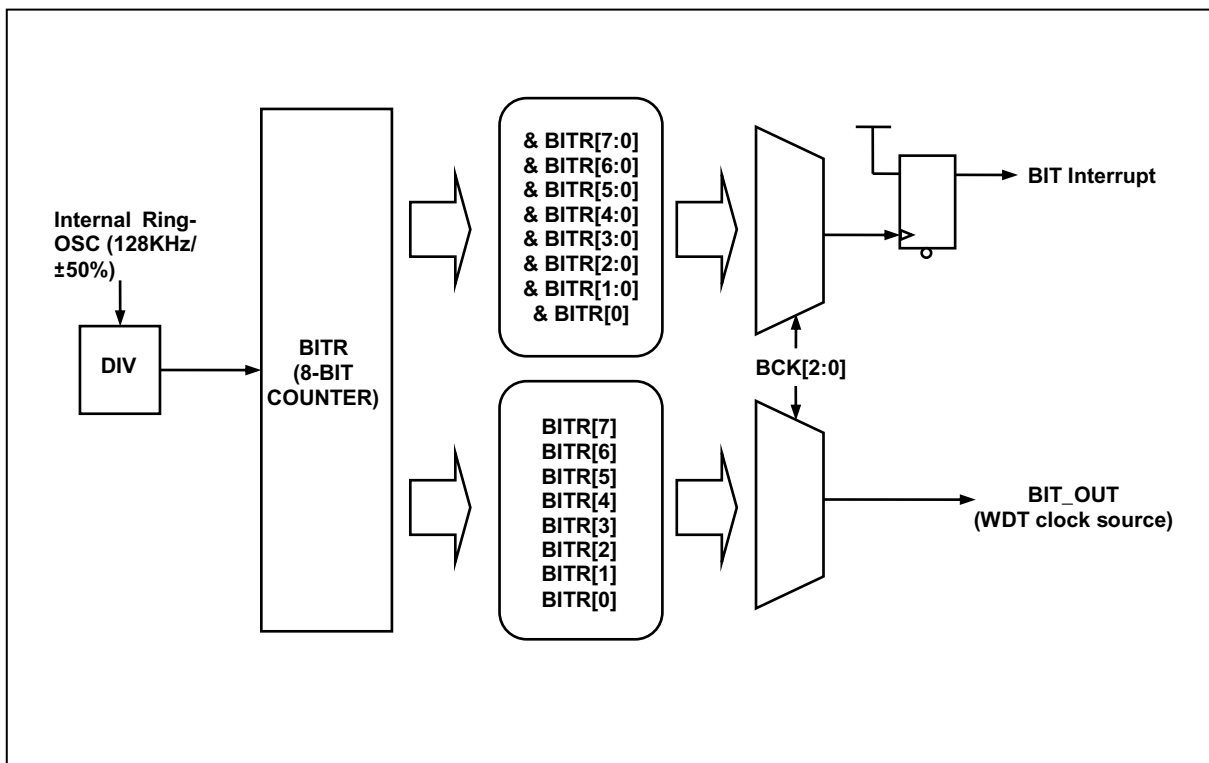 Internal Ring-
OSC (128KHz/
±50%)
DIV
BITR
(8-BIT
COUNTER)
& BITR[7:0]
& BITR[6:0]
& BITR[5:0]
& BITR[4:0]
& BITR[3:0]
& BITR[2:0]
& BITR[1:0]
& BITR[0]
BITR[7]
BITR[6]
BITR[5]
BITR[4]
BITR[3]
BITR[2]
BITR[1]
BITR[0]
BCK[2:0]
BIT Interrupt
BIT_OUT
(WDT clock source)